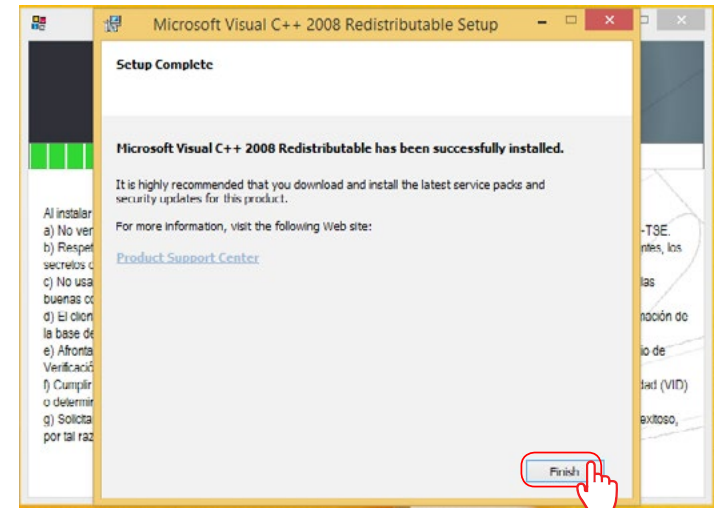 Microsoft Visual C++ 2008 Redistributable Setup
Setup Complete
Microsoft Visual C++ 2008 Redistributable has been successfully installed.
It is highly recommended that you download and install the latest service packs and
security updates for this product.
For more information, visit the following Web site:
Product Support Center
Al instalar
a) No ver -TSE.
b) Respet ntes, los
secretos c
c) No usa las
buenas co
d) El clien mación de
la base de
e) Afronta io de
Verificació
f) Cumplir dad (VID)
o determin
g) Solicita exitoso,
por tal raz
Finish